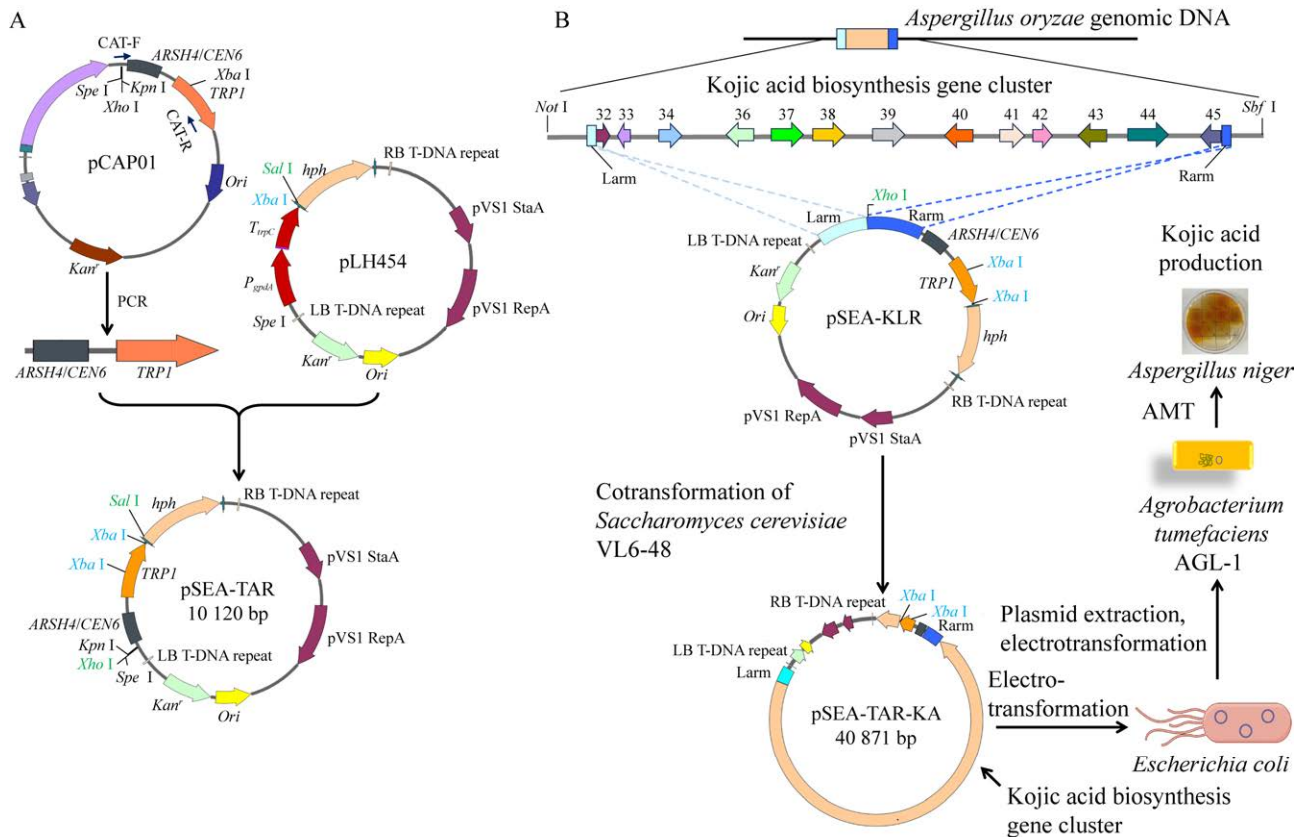 A
CAT-F
ARSH4/CEN6
Xba I
TRP1
Kpn I
Spe I
Xho I
CAT-R
pCAP01
Ori
Kanʳ
PCR
ARSH4/CEN6
TRP1
RB T-DNA repeat
hph
Sal I
Xba I
TtrpC
pVS1 StaA
pLH454
PgpdA
pVS1 RepA
LB T-DNA repeat
Spe I
Kanʳ
Ori
RB T-DNA repeat
hph
Sal I
Xba I
Xba I
TRP1
pVS1 StaA
pSEA-TAR
10 120 bp
ARSH4/CEN6
pVS1 RepA
Kpn I
Xho I
LB T-DNA repeat
Spe I
Kanʳ
Ori
B
Aspergillus oryzae genomic DNA
Kojic acid biosynthesis gene cluster
Not I
Sbf I
32 33 34 36 37 38 39 40 41 42 43 44 45
Larm
Rarm
Xho I
Larm
Rarm
LB T-DNA repeat
ARSH4/CEN6
Kanʳ
Xba I
TRP1
Xba I
Ori
pSEA-KLR
hph
RB T-DNA repeat
pVS1 RepA
pVS1 StaA
Cotransformation of
Saccharomyces cerevisiae
VL6-48
RB T-DNA repeat
Xba I
Xba I
Rarm
LB T-DNA repeat
Larm
pSEA-TAR-KA
40 871 bp
Kojic acid biosynthesis
gene cluster
Electro-
transformation
Escherichia coli
Plasmid extraction,
electrotransformation
Agrobacterium
tumefaciens
AGL-1
AMT
Aspergillus niger
Kojic acid
production